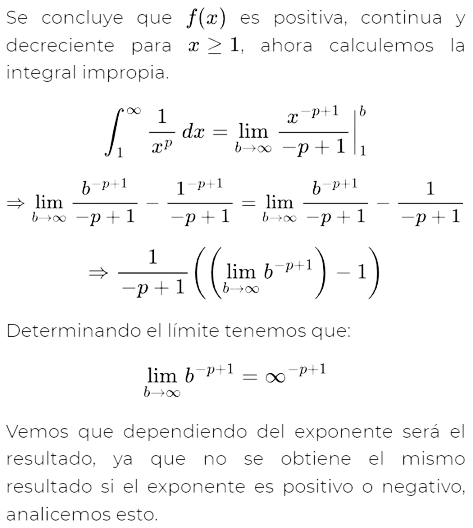 Se concluye que f(x) es positiva, continua y
decreciente para x ≥ 1, ahora calculemos la
integral impropia.
∫₁^∞ 1/x^p dx = lim_{b→∞} x^{-p+1}/(-p+1) |₁^b
⇒ lim_{b→∞} b^{-p+1}/(-p+1) − 1^{-p+1}/(-p+1) = lim_{b→∞} b^{-p+1}/(-p+1) − 1/(-p+1)
⇒ 1/(-p+1) ((lim_{b→∞} b^{-p+1}) − 1)
Determinando el límite tenemos que:
lim_{b→∞} b^{-p+1} = ∞^{-p+1}
Vemos que dependiendo del exponente será el
resultado, ya que no se obtiene el mismo
resultado si el exponente es positivo o negativo,
analicemos esto.